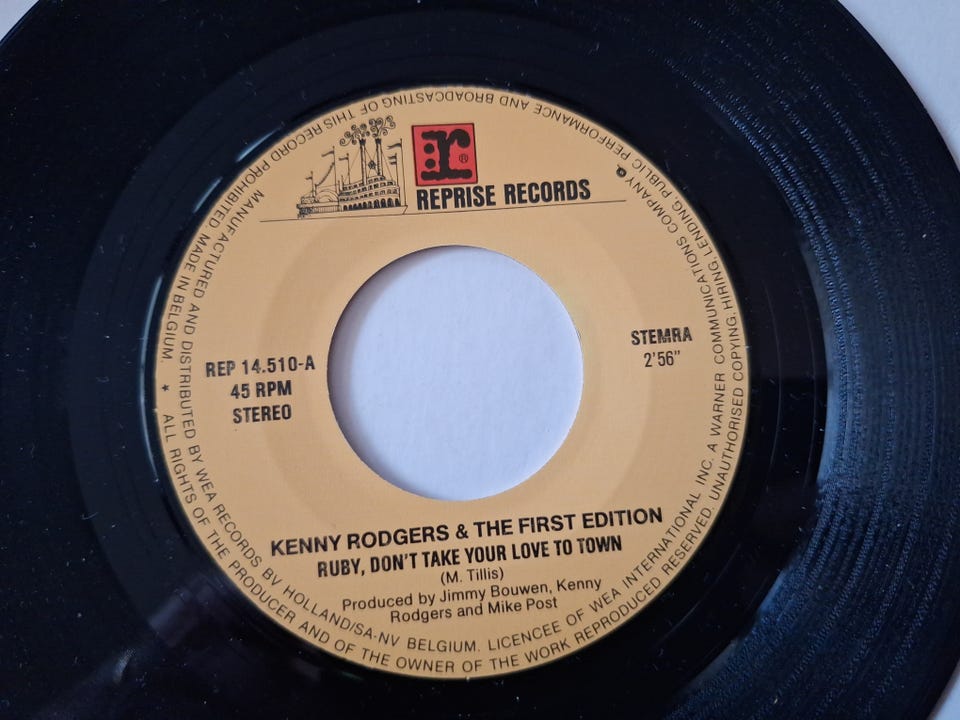 r®
REPRISE RECORDS
REP 14.510-A
45 RPM
STEREO
STEMRA
2'56"
KENNY RODGERS & THE FIRST EDITION
RUBY, DON'T TAKE YOUR LOVE TO TOWN
(M. Tillis)
Produced by Jimmy Bouwen, Kenny
Rodgers and Mike Post
MANUFACTURED AND DISTRIBUTED BY WEA RECORDS BV HOLLAND/SA-NV BELGIUM. LICENCEE OF WEA INTERNATIONAL INC. A WARNER COMMUNICATIONS COMPANY
★ ALL RIGHTS OF THE PRODUCER AND OF THE OWNER OF THE WORK REPRODUCED RESERVED. UNAUTHORISED COPYING, HIRING, LENDING, PUBLIC PERFORMANCE AND BROADCASTING OF THIS RECORD PROHIBITED MADE IN BELGIUM.